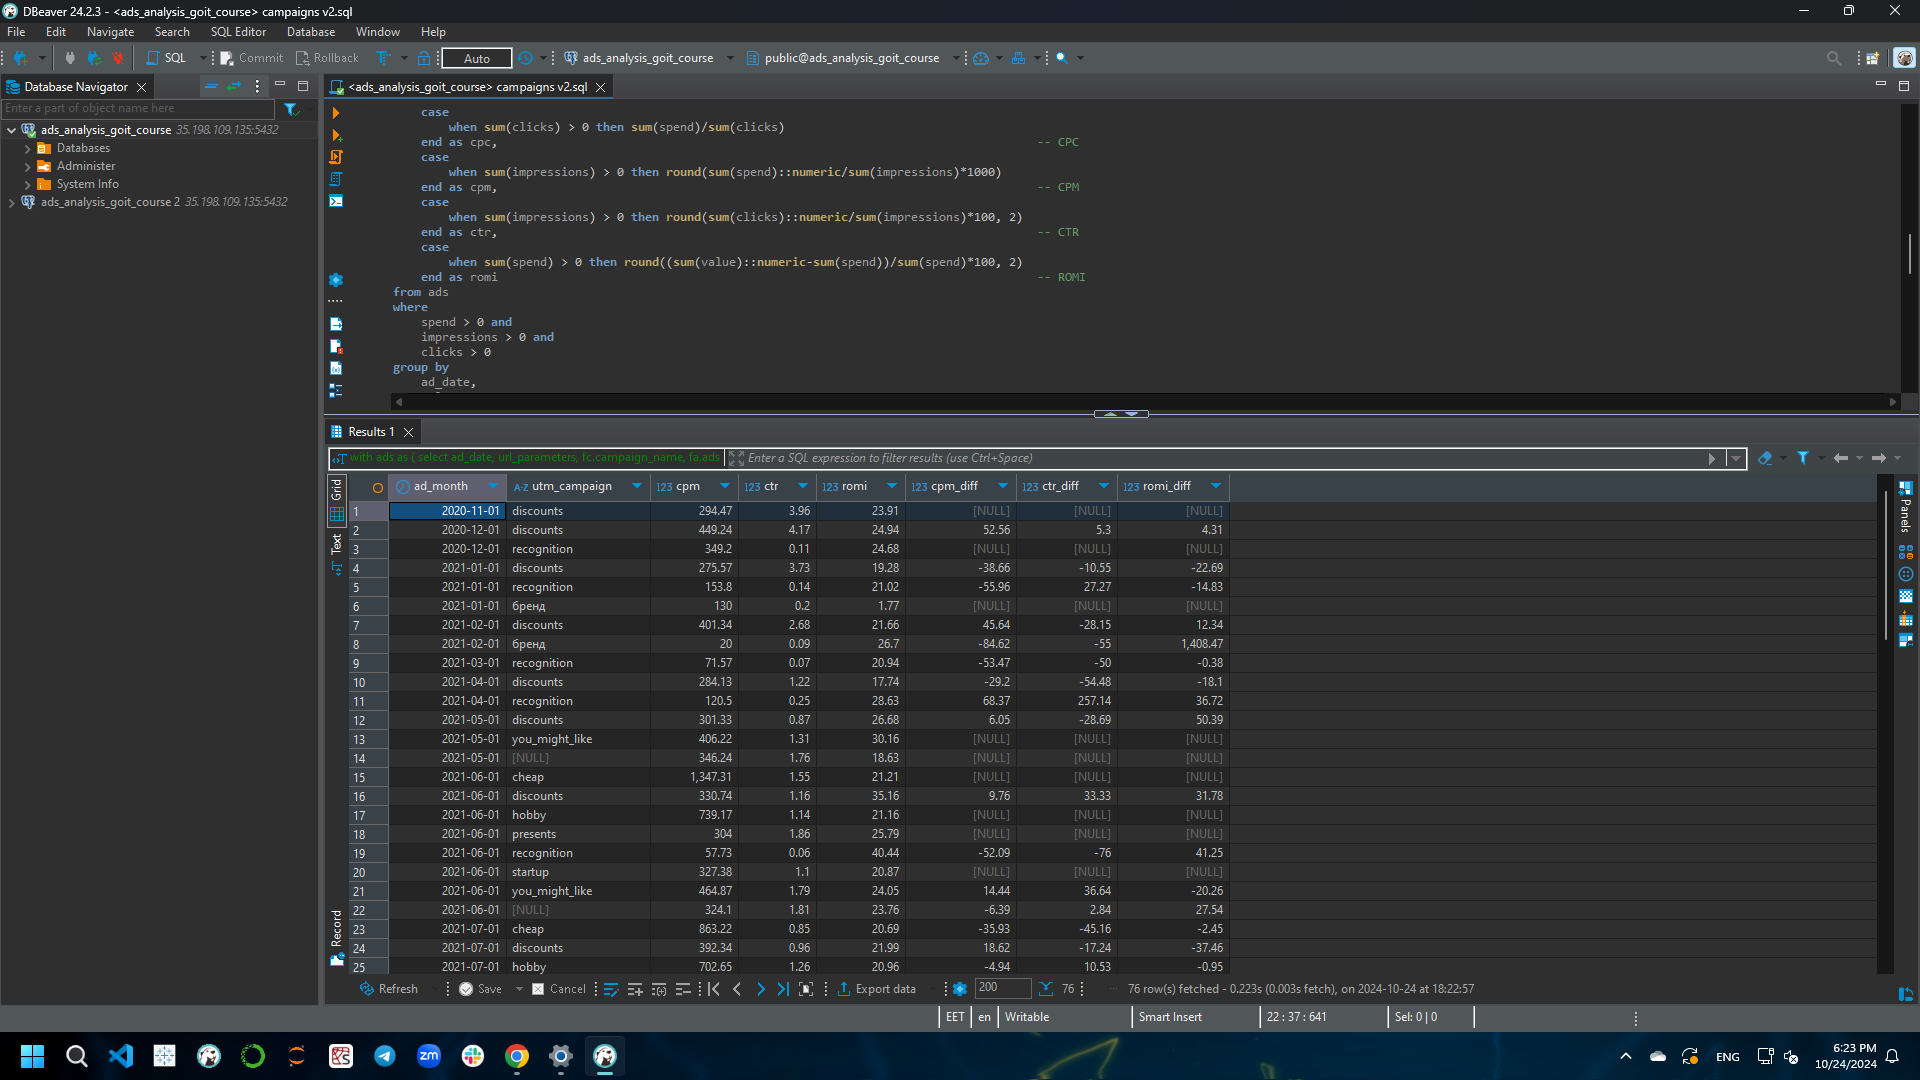 DBeaver 24.2.3 - <ads_analysis_goit_course> campaigns v2.sql
File Edit Navigate Search SQL Editor Database Window Help
SQL Commit Rollback Auto ads_analysis_goit_course public@ads_analysis_goit_course
Database Navigator
Enter a part of object name here
ads_analysis_goit_course 35.198.109.135:5432
Databases
Administer
System Info
ads_analysis_goit_course 2 35.198.109.135:5432
<ads_analysis_goit_course> campaigns v2.sql
case
when sum(clicks) > 0 then sum(spend)/sum(clicks)
end as cpc, -- CPC
case
when sum(impressions) > 0 then round(sum(spend)::numeric/sum(impressions)*1000)
end as cpm, -- CPM
case
when sum(impressions) > 0 then round(sum(clicks)::numeric/sum(impressions)*100, 2)
end as ctr, -- CTR
case
when sum(spend) > 0 then round((sum(value)::numeric-sum(spend))/sum(spend)*100, 2)
end as romi -- ROMI
from ads
where
spend > 0 and
impressions > 0 and
clicks > 0
group by
ad_date,
Results 1
with ads as ( select ad_date, url_parameters, fc.campaign_name, fa.ads Enter a SQL expression to filter results (use Ctrl+Space)
Grid
Text
Record
Panels
ad_month A-Z utm_campaign 123 cpm 123 ctr 123 romi 123 cpm_diff 123 ctr_diff 123 romi_diff
1 2020-11-01 discounts 294.47 3.96 23.91 [NULL] [NULL] [NULL]
2 2020-12-01 discounts 449.24 4.17 24.94 52.56 5.3 4.31
3 2020-12-01 recognition 349.2 0.11 24.68 [NULL] [NULL] [NULL]
4 2021-01-01 discounts 275.57 3.73 19.28 -38.66 -10.55 -22.69
5 2021-01-01 recognition 153.8 0.14 21.02 -55.96 27.27 -14.83
6 2021-01-01 бренд 130 0.2 1.77 [NULL] [NULL] [NULL]
7 2021-02-01 discounts 401.34 2.68 21.66 45.64 -28.15 12.34
8 2021-02-01 бренд 20 0.09 26.7 -84.62 -55 1,408.47
9 2021-03-01 recognition 71.57 0.07 20.94 -53.47 -50 -0.38
10 2021-04-01 discounts 284.13 1.22 17.74 -29.2 -54.48 -18.1
11 2021-04-01 recognition 120.5 0.25 28.63 68.37 257.14 36.72
12 2021-05-01 discounts 301.33 0.87 26.68 6.05 -28.69 50.39
13 2021-05-01 you_might_like 406.22 1.31 30.16 [NULL] [NULL] [NULL]
14 2021-05-01 [NULL] 346.24 1.76 18.63 [NULL] [NULL] [NULL]
15 2021-06-01 cheap 1,347.31 1.55 21.21 [NULL] [NULL] [NULL]
16 2021-06-01 discounts 330.74 1.16 35.16 9.76 33.33 31.78
17 2021-06-01 hobby 739.17 1.14 21.16 [NULL] [NULL] [NULL]
18 2021-06-01 presents 304 1.86 25.79 [NULL] [NULL] [NULL]
19 2021-06-01 recognition 57.73 0.06 40.44 -52.09 -76 41.25
20 2021-06-01 startup 327.38 1.1 20.87 [NULL] [NULL] [NULL]
21 2021-06-01 you_might_like 464.87 1.79 24.05 14.44 36.64 -20.26
22 2021-06-01 [NULL] 324.1 1.81 23.76 -6.39 2.84 27.54
23 2021-07-01 cheap 863.22 0.85 20.69 -35.93 -45.16 -2.45
24 2021-07-01 discounts 392.34 0.96 21.99 18.62 -17.24 -37.46
25 2021-07-01 hobby 702.65 1.26 20.96 -4.94 10.53 -0.95
Refresh Save Cancel Export data 200 76 76 row(s) fetched - 0.223s (0.003s fetch), on 2024-10-24 at 18:22:57
EET en Writable Smart Insert 22 : 37 : 641 Sel: 0 | 0
zm
ENG
6:23 PM
10/24/2024